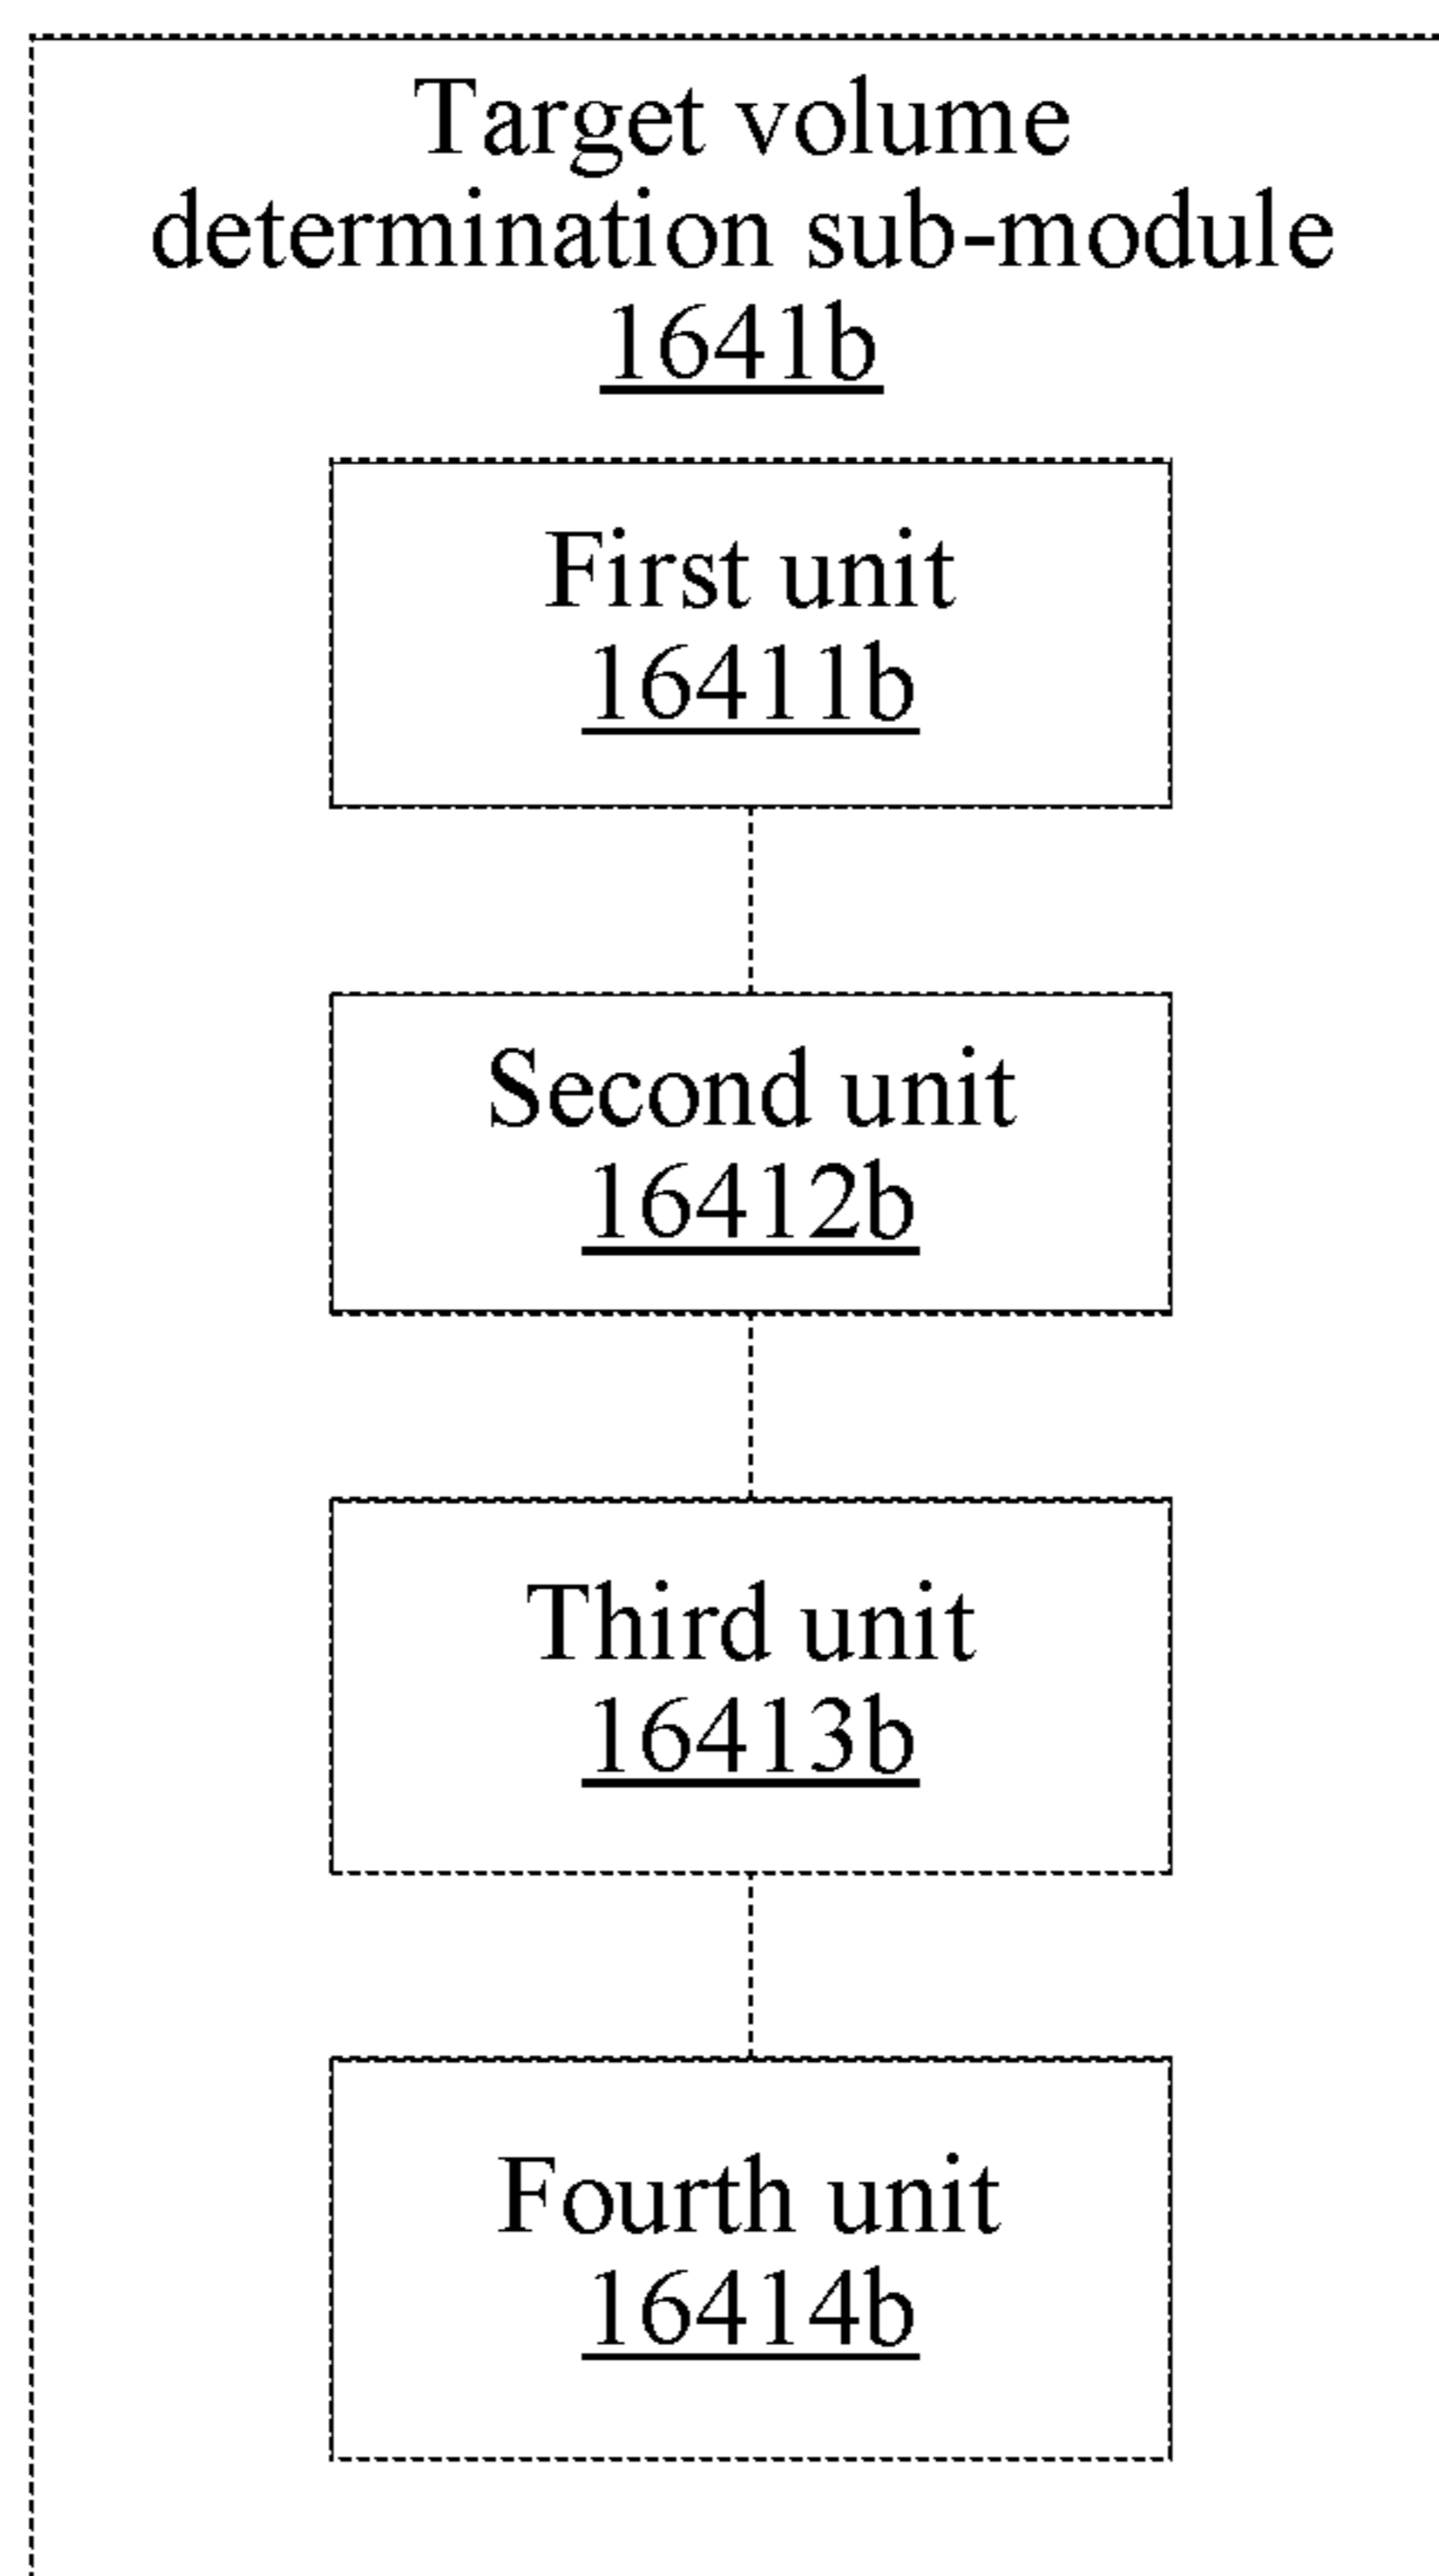 Target volume
determination sub-module
1641b
First unit
16411b
Second unit
16412b
Third unit
16413b
Fourth unit
16414b